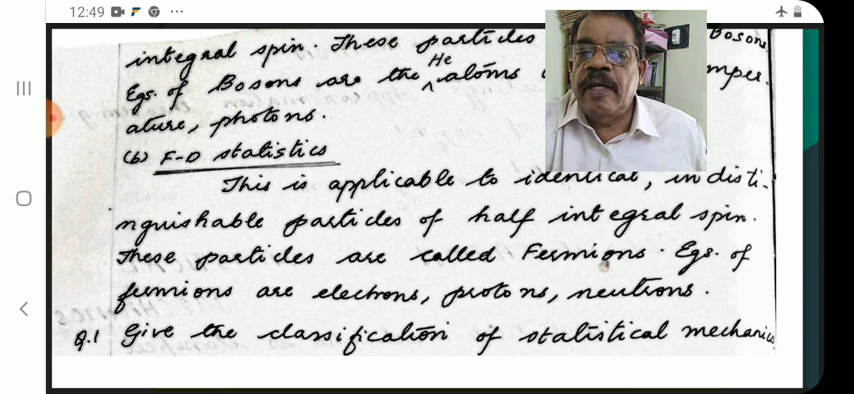 12:49
integral spin. These particles Bosons
Egs. of Bosons are the He atoms mper-
ature, photons.
(b) F-D statistics
This is applicable to identical, indisti-
nguishable particles of half integral spin.
These particles are called Fermions. Egs. of
fermions are electrons, protons, neutrons.
Q.1 Give the classification of statistical mechanics